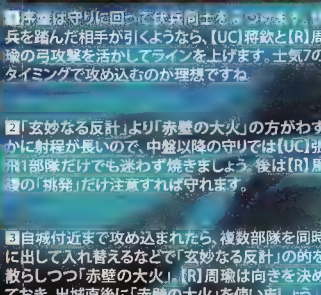 1序盤は守りに回って伏兵同士を
兵を踏んだ相手が引くようなら、【UC】蒋欽と【R】周
瑜の弓攻撃を活かしてラインを上げます。士気7の
タイミングで攻め込むのが理想ですね
2「玄妙なる反計」より「赤壁の大火」の方がわず
かに射程が長いので、中盤以降の守りでは【UC】張
飛1部隊だけでも迷わず焼きましょう。後は【R】馬
の「挑発」だけ注意すれば守れます。
3自城付近まで攻め込まれたら、複数部隊を同時
に出して入れ替えるなどで「玄妙なる反計」の的を
散らしつつ「赤壁の大火」。【R】周瑜は向きを決め
ておき、出城直後に「赤壁の大火」を使いましょう